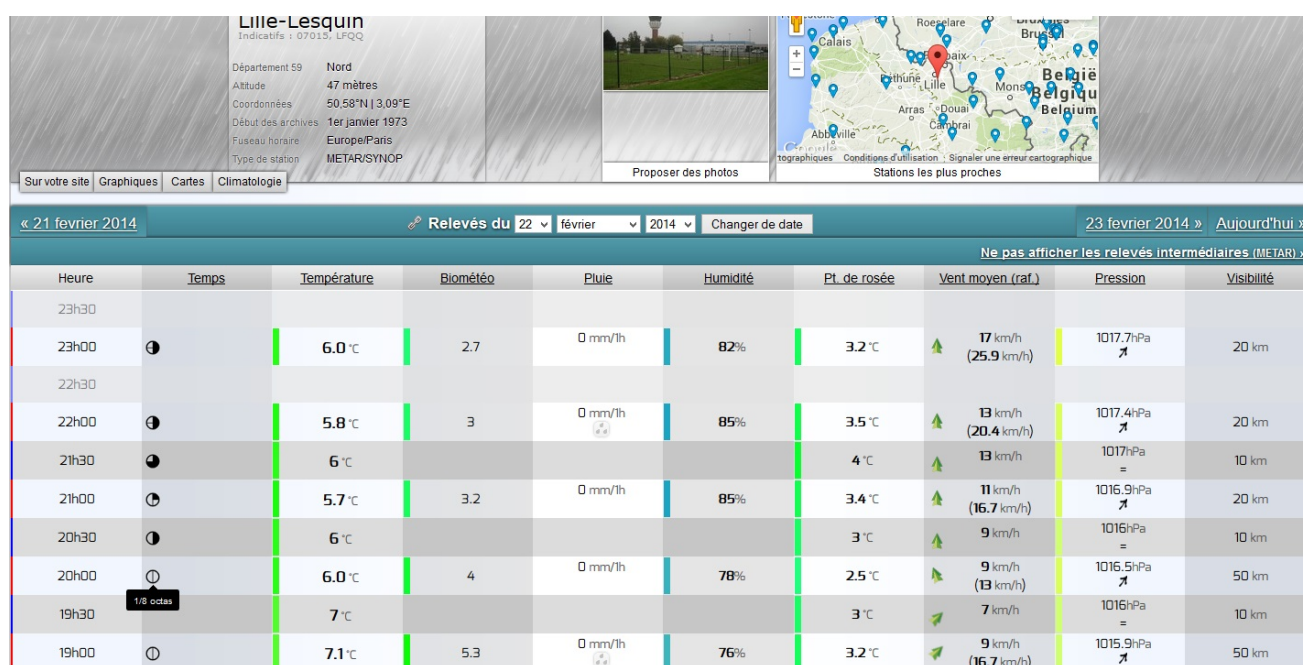 Lille-Lesquin
Indicatifs : 07015, LFQQ
Département 59 Nord
Altitude 47 mètres
Coordonnées 50,58°N | 3,09°E
Début des archives 1er janvier 1973
Fuseau horaire Europe/Paris
Type de station METAR/SYNOP
Calais
Roeselare
Béthune
Lille
Mons
België
Belgiqu
Belgium
Arras
Douai
Cambrai
Abbeville
tographiques Conditions d'utilisation Signaler une erreur cartographique
Proposer des photos
Stations les plus proches
Sur votre site Graphiques Cartes Climatologie
« 21 fevrier 2014 Relevés du 22 février 2014 Changer de date 23 fevrier 2014 » Aujourd'hui »
Ne pas afficher les relevés intermédiaires (METAR) »
Heure Temps Température Biométéo Pluie Humidité Pt. de rosée Vent moyen (raf.) Pression Visibilité
23h30
23h00 6.0 °C 2.7 0 mm/1h 82% 3.2 °C 17 km/h (25.9 km/h) 1017.7hPa 20 km
22h30
22h00 5.8 °C 3 0 mm/1h 85% 3.5 °C 13 km/h (20.4 km/h) 1017.4hPa 20 km
21h30 6 °C 4 °C 13 km/h 1017hPa = 10 km
21h00 5.7 °C 3.2 0 mm/1h 85% 3.4 °C 11 km/h (16.7 km/h) 1016.9hPa 20 km
20h30 6 °C 3 °C 9 km/h 1016hPa = 10 km
20h00 6.0 °C 4 0 mm/1h 78% 2.5 °C 9 km/h (13 km/h) 1016.5hPa 50 km
1/8 octas
19h30 7 °C 3 °C 7 km/h 1016hPa = 10 km
19h00 7.1 °C 5.3 0 mm/1h 76% 3.2 °C 9 km/h (16.7 km/h) 1015.9hPa 50 km